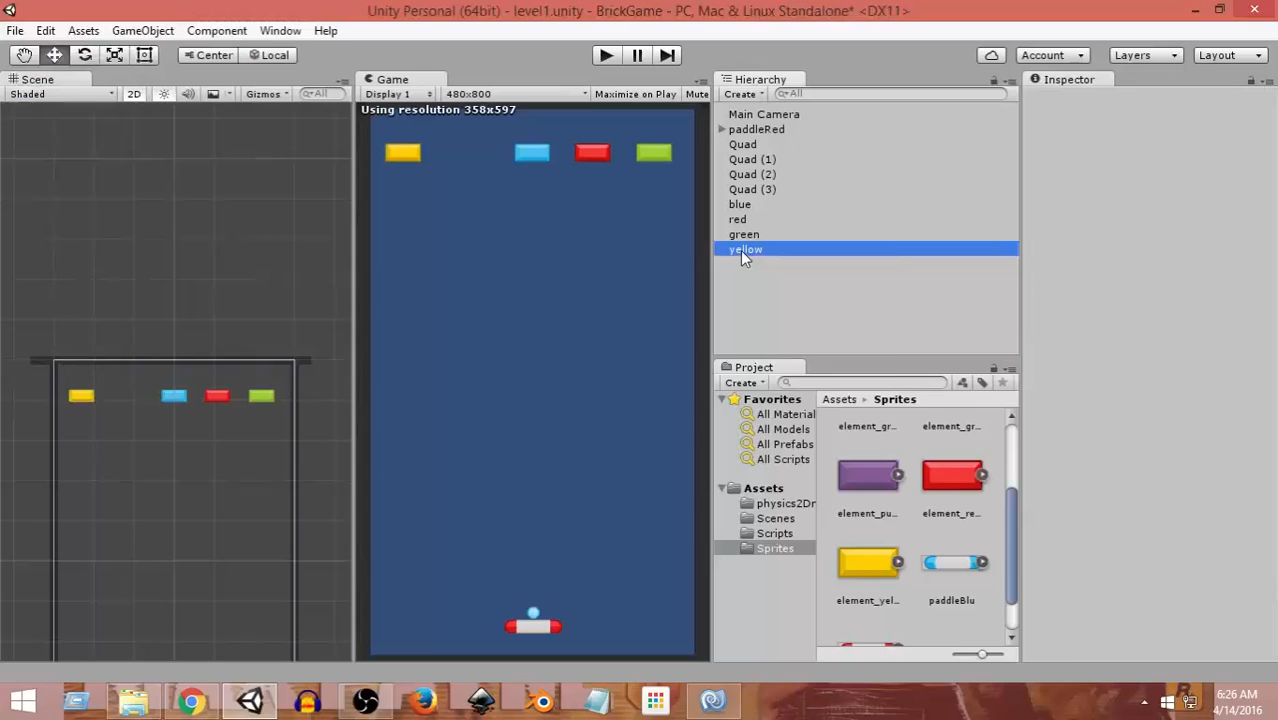 Unity Personal (64bit) - level1.unity - BrickGame - PC, Mac & Linux Standalone* <DX11>
File Edit Assets GameObject Component Window Help
Center Local Account Layers Layout
Scene Game Hierarchy Inspector
Shaded 2D Gizmos All Display 1 480x800 Maximize on Play Mute Create All
Using resolution 358x597
Main Camera
paddleRed
Quad
Quad (1)
Quad (2)
Quad (3)
blue
red
green
yellow
Project
Create
Favorites
All Material
All Models
All Prefabs
All Scripts
Assets
physics2Dr
Scenes
Scripts
Sprites
Assets Sprites
element_gr... element_gr...
element_pu... element_re...
element_yel... paddleBlu
6:26 AM
4/14/2016